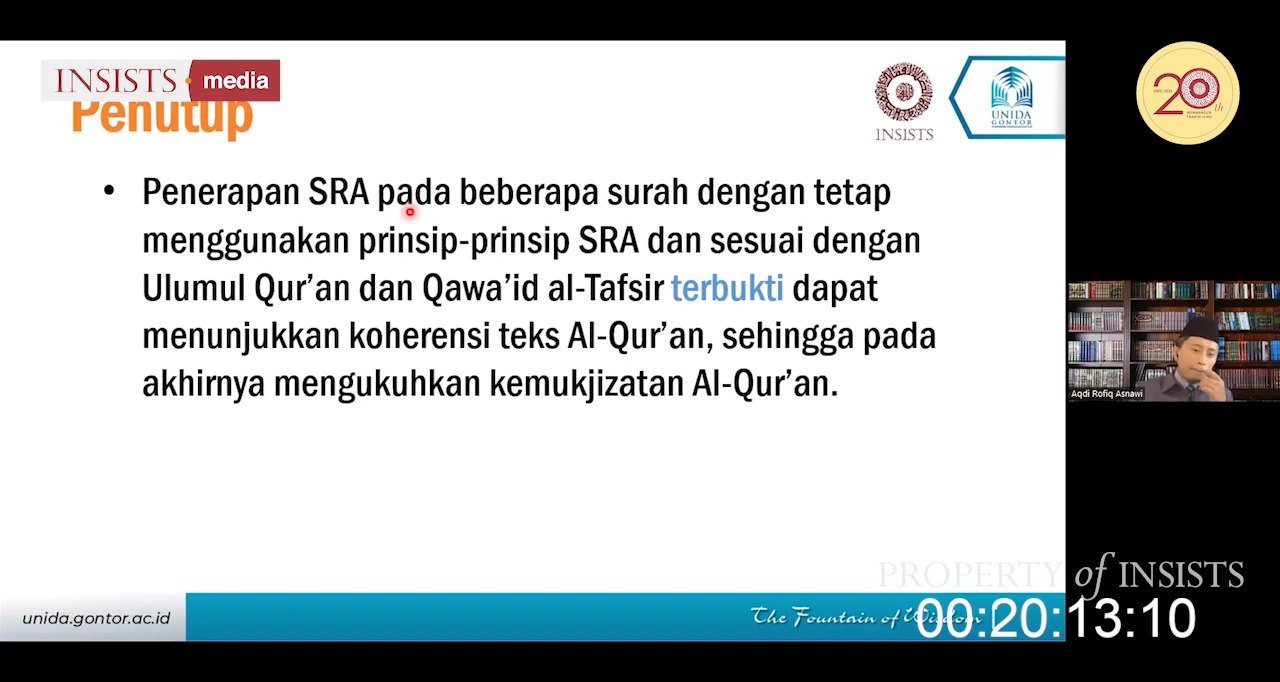 INSISTS media
Penutup
INSISTS
UNIDA
GONTOR
20th
• Penerapan SRA pada beberapa surah dengan tetap
menggunakan prinsip-prinsip SRA dan sesuai dengan
Ulumul Qur’an dan Qawa’id al-Tafsir terbukti dapat
menunjukkan koherensi teks Al-Qur’an, sehingga pada
akhirnya mengukuhkan kemukjizatan Al-Qur’an.
Aqdi Rofiq Asnawi
PROPERTY of INSISTS
unida.gontor.ac.id
The Fountain of Wisdom
00:20:13:10